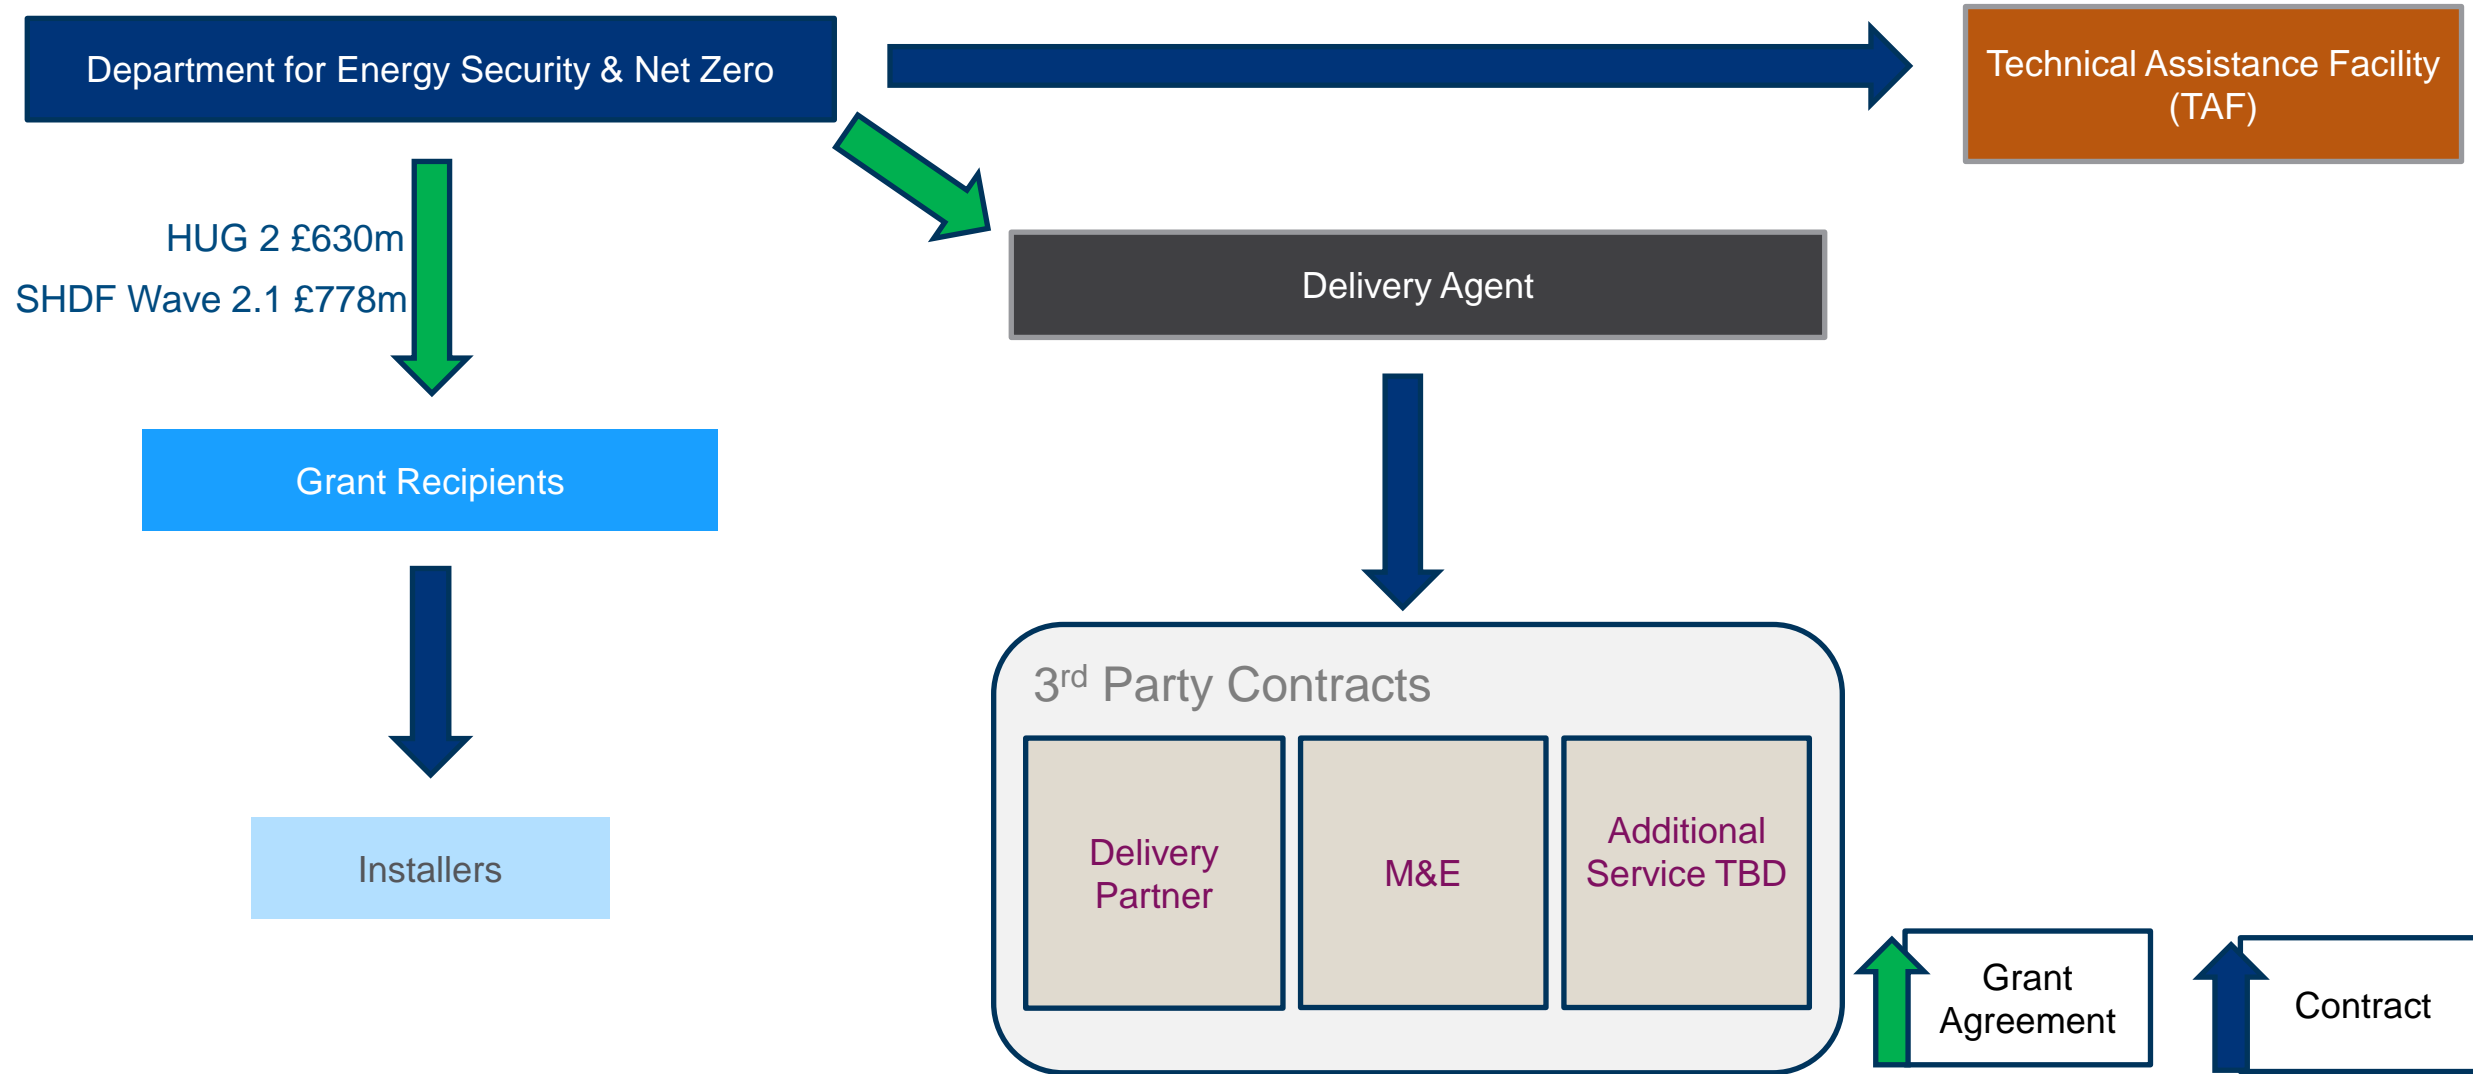 Department for Energy Security & Net Zero
Technical Assistance Facility
(TAF)
HUG 2 £630m
SHDF Wave 2.1 £778m
Delivery Agent
Grant Recipients
3rd Party Contracts
Installers
Delivery
Partner
M&E
Additional
Service TBD
Grant
Agreement
Contract